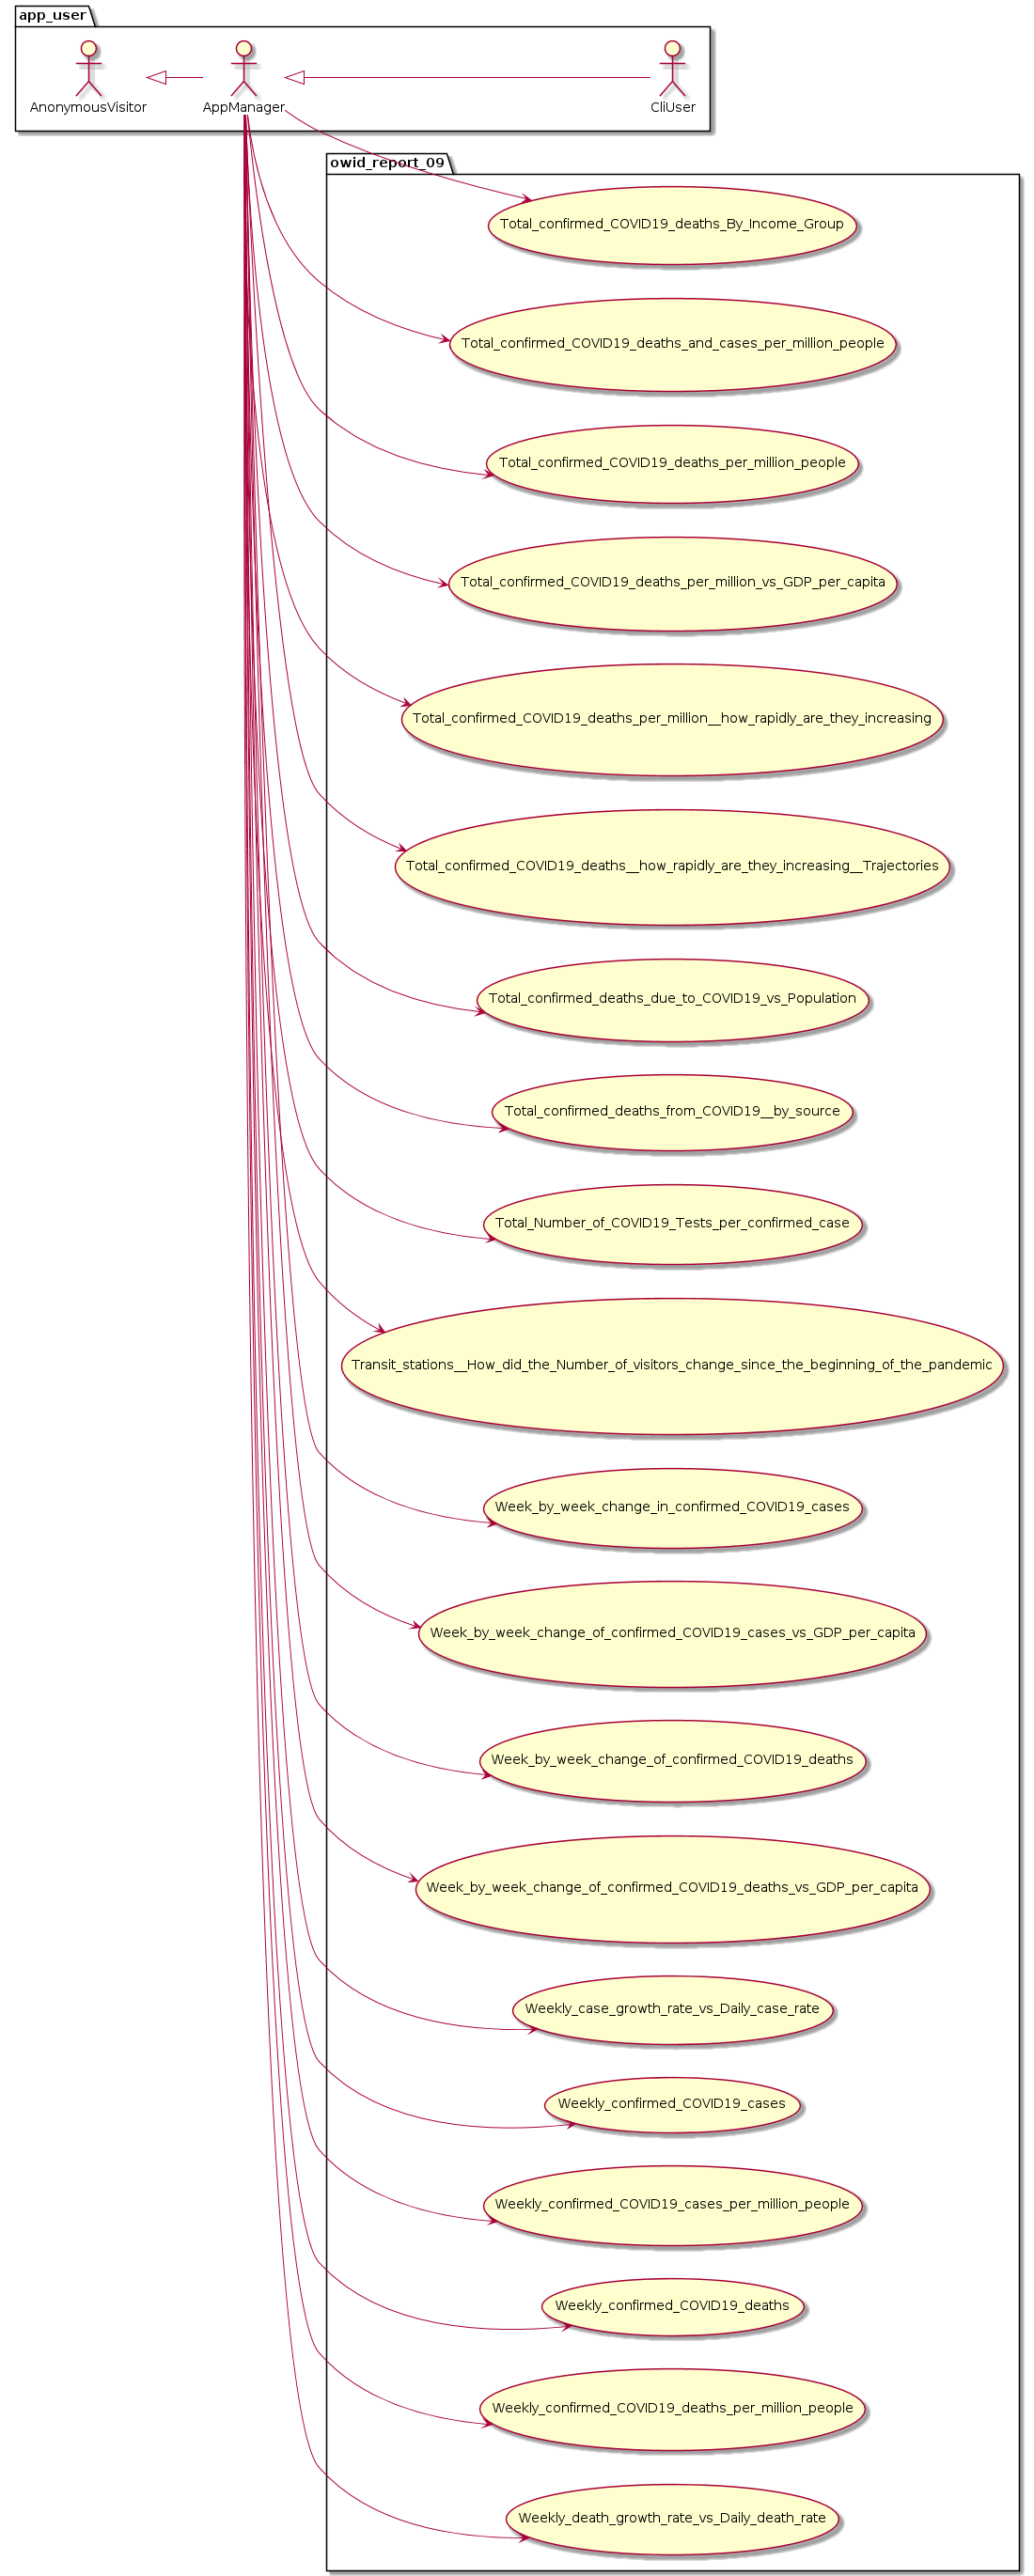 app_user
AnonymousVisitor
AppManager
CliUser
owid_report_09
Total_confirmed_COVID19_deaths_By_Income_Group
Total_confirmed_COVID19_deaths_and_cases_per_million_people
Total_confirmed_COVID19_deaths_per_million_people
Total_confirmed_COVID19_deaths_per_million_vs_GDP_per_capita
Total_confirmed_COVID19_deaths_per_million__how_rapidly_are_they_increasing
Total_confirmed_COVID19_deaths__how_rapidly_are_they_increasing__Trajectories
Total_confirmed_deaths_due_to_COVID19_vs_Population
Total_confirmed_deaths_from_COVID19__by_source
Total_Number_of_COVID19_Tests_per_confirmed_case
Transit_stations__How_did_the_Number_of_visitors_change_since_the_beginning_of_the_pandemic
Week_by_week_change_in_confirmed_COVID19_cases
Week_by_week_change_of_confirmed_COVID19_cases_vs_GDP_per_capita
Week_by_week_change_of_confirmed_COVID19_deaths
Week_by_week_change_of_confirmed_COVID19_deaths_vs_GDP_per_capita
Weekly_case_growth_rate_vs_Daily_case_rate
Weekly_confirmed_COVID19_cases
Weekly_confirmed_COVID19_cases_per_million_people
Weekly_confirmed_COVID19_deaths
Weekly_confirmed_COVID19_deaths_per_million_people
Weekly_death_growth_rate_vs_Daily_death_rate